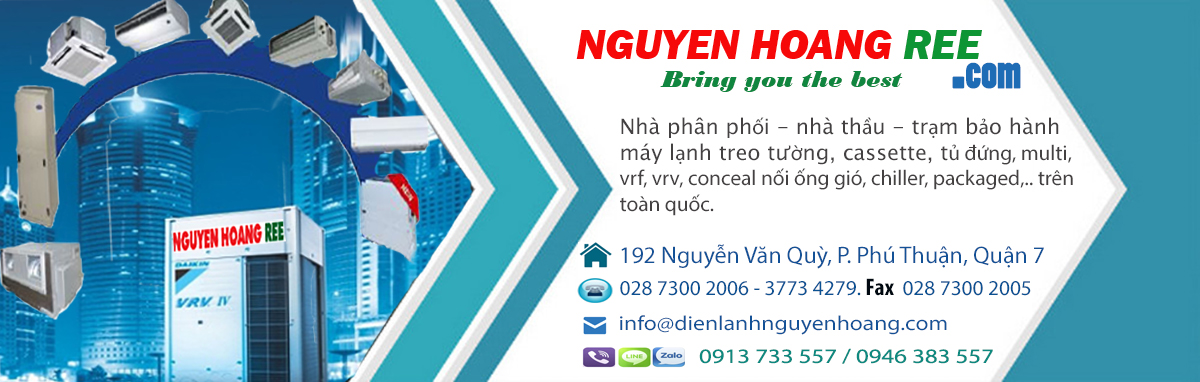 NGUYEN HOANG REE
.com
Bring you the best
Nhà phân phối – nhà thầu – trạm bảo hành
máy lạnh treo tường, cassette, tủ đứng, multi,
vrf, vrv, conceal nối ống gió, chiller, packaged,.. trên
toàn quốc.
192 Nguyễn Văn Quỳ, P. Phú Thuận, Quận 7
028 7300 2006 - 3773 4279. Fax 028 7300 2005
info@dienlanhnguyenhoang.com
LINE Zalo 0913 733 557 / 0946 383 557
NEW
NGUYEN HOANG REE
DAIKIN
VRV IV